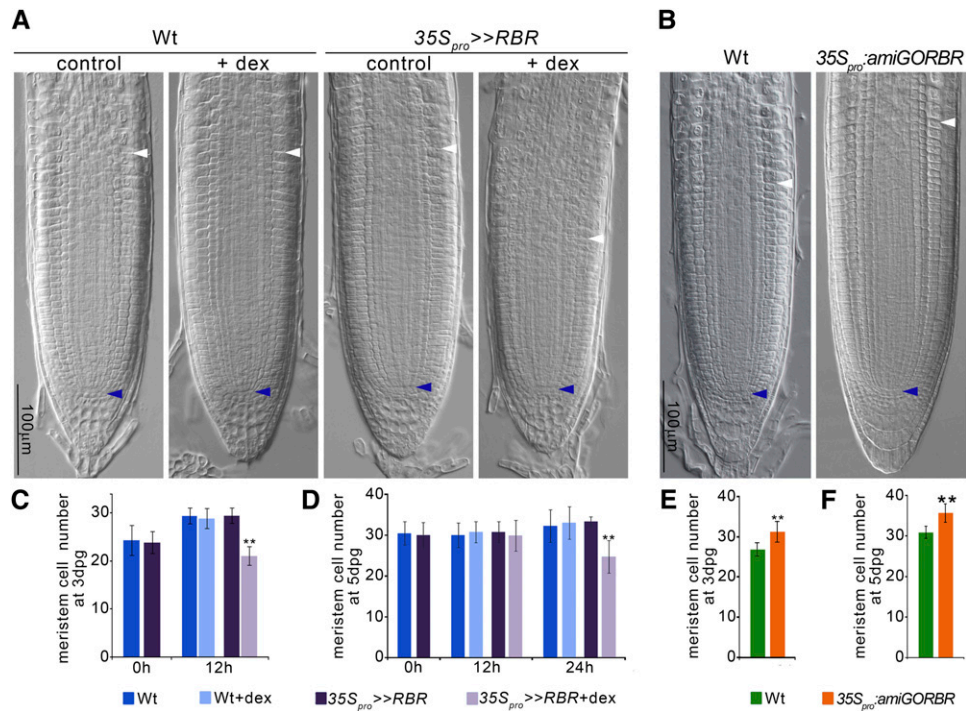 A
B
Wt
35Spro>>RBR
control
+ dex
control
+ dex
Wt
35Spro:amiGORBR
100µm
100µm
C
D
E
F
meristem cell number
at 3dpg
30
20
10
0
**
0h
12h
meristem cell number
at 5dpg
40
30
20
10
0
**
0h
12h
24h
meristem cell number
at 3dpg
40
30
20
10
0
**
meristem cell number
at 5dpg
40
30
20
10
0
**
Wt
Wt+dex
35Spro>>RBR
35Spro>>RBR+dex
Wt
35Spro:amiGORBR